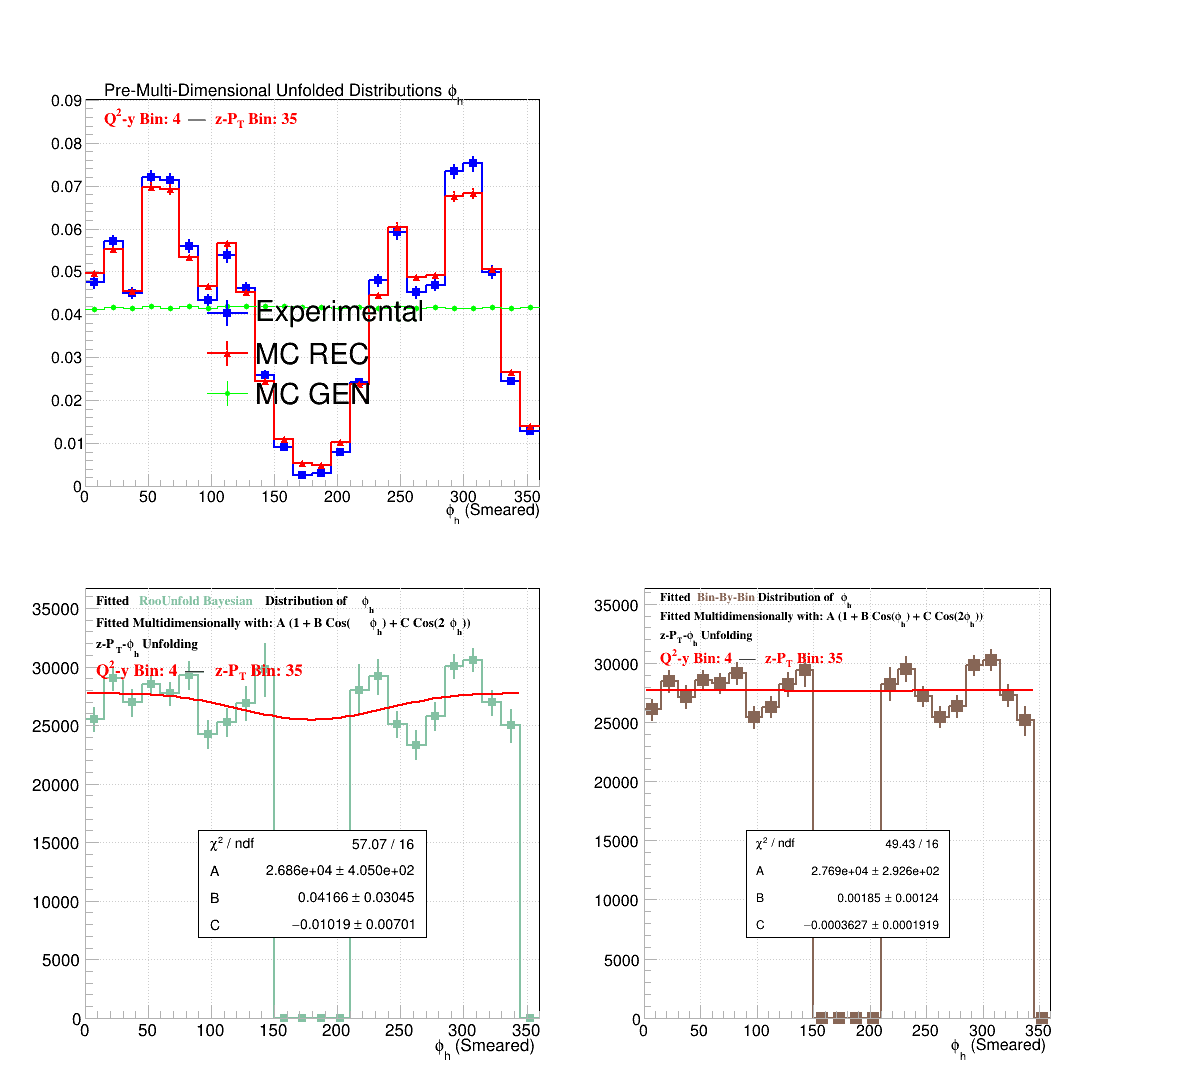 Pre-Multi-Dimensional Unfolded Distributions ϕh
Q2-y Bin: 4 — z-PT Bin: 35
0.09
0.08
0.07
0.06
0.05
0.04
0.03
0.02
0.01
0
Experimental
MC REC
MC GEN
0 50 100 150 200 250 300 350
ϕh (Smeared)
Fitted RooUnfold Bayesian Distribution of ϕh
Fitted Multidimensionally with: A (1 + B Cos( ϕh) + C Cos(2 ϕh))
z-PT-ϕh Unfolding
Q2-y Bin: 4 — z-PT Bin: 35
35000
30000
25000
20000
15000
10000
5000
0
χ2 / ndf 57.07 / 16
A 2.686e+04 ± 4.050e+02
B 0.04166 ± 0.03045
C −0.01019 ± 0.00701
0 50 100 150 200 250 300 350
ϕh (Smeared)
Fitted Bin-By-Bin Distribution of ϕh
Fitted Multidimensionally with: A (1 + B Cos(ϕh) + C Cos(2ϕh))
z-PT-ϕh Unfolding
Q2-y Bin: 4 — z-PT Bin: 35
35000
30000
25000
20000
15000
10000
5000
0
χ2 / ndf 49.43 / 16
A 2.769e+04 ± 2.926e+02
B 0.00185 ± 0.00124
C −0.0003627 ± 0.0001919
0 50 100 150 200 250 300 350
ϕh (Smeared)